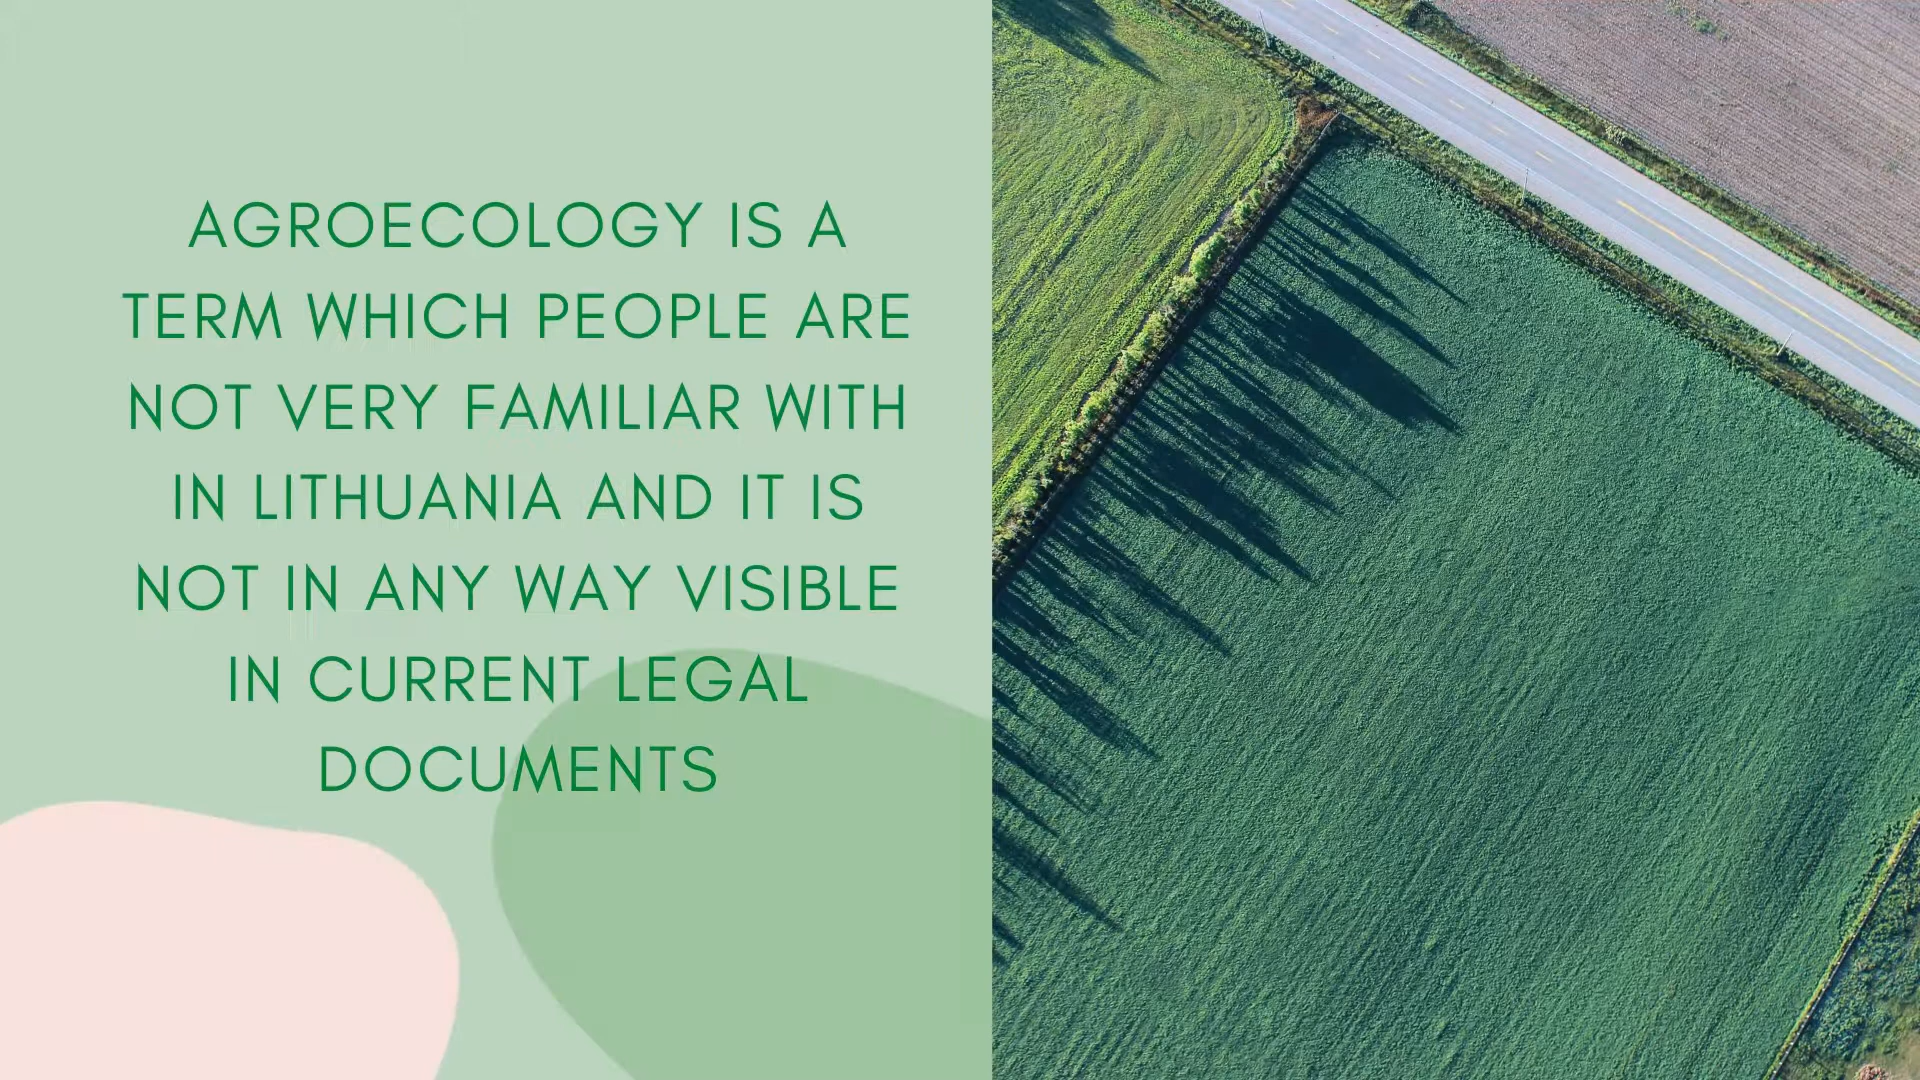 AGROECOLOGY IS A
TERM WHICH PEOPLE ARE
NOT VERY FAMILIAR WITH
IN LITHUANIA AND IT IS
NOT IN ANY WAY VISIBLE
IN CURRENT LEGAL
DOCUMENTS